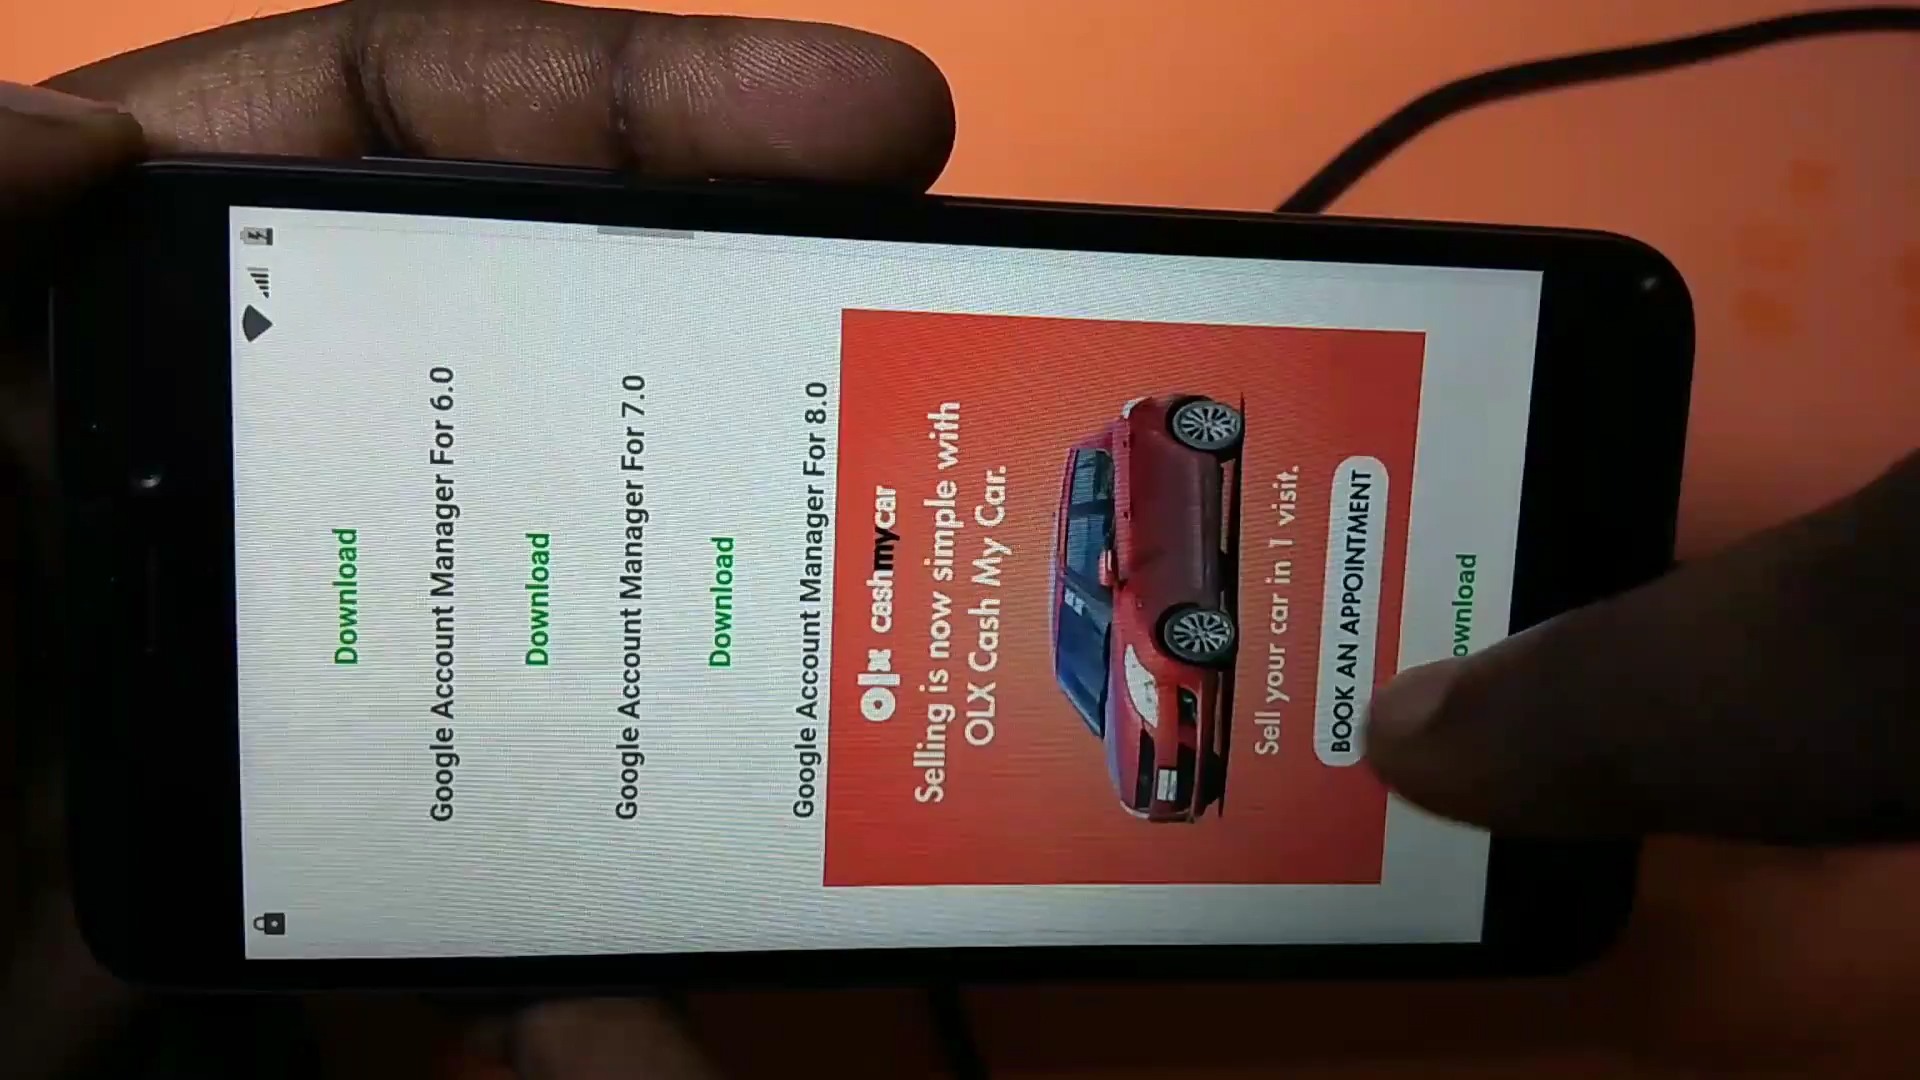 Download
Google Account Manager For 6.0
Download
Google Account Manager For 7.0
Download
Google Account Manager For 8.0
olx cashmycar
Selling is now simple with
OLX Cash My Car.
Sell your car in 1 visit.
BOOK AN APPOINTMENT
ownload